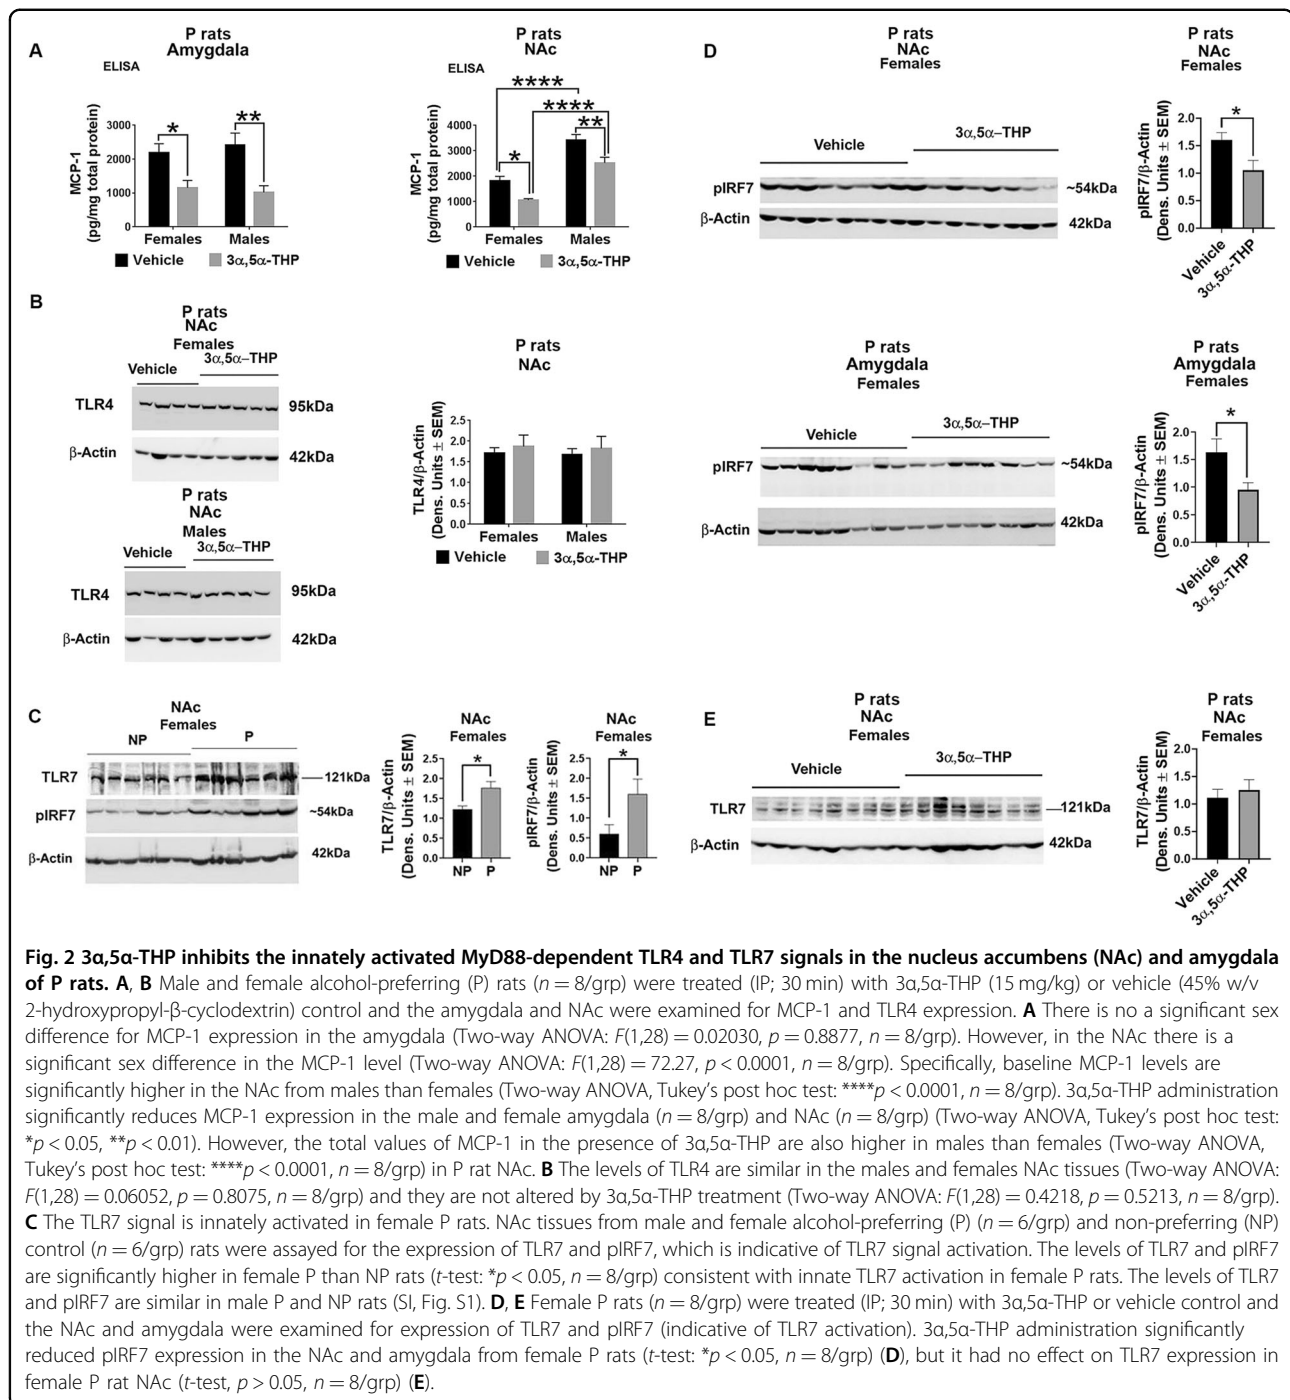 A
P rats
Amygdala
ELISA
MCP-1
(pg/mg total protein)
3000
2000
1000
0
*
**
Females
Males
Vehicle
3α,5α-THP
P rats
NAc
ELISA
MCP-1
(pg/mg total protein)
4000
3000
2000
1000
0
****
****
**
*
Females
Males
Vehicle
3α,5α-THP
B
P rats
NAc
Females
Vehicle
3α,5α–THP
TLR4
95kDa
β-Actin
42kDa
P rats
NAc
Males
Vehicle
3α,5α–THP
TLR4
95kDa
β-Actin
42kDa
P rats
NAc
TLR4/β-Actin
(Dens. Units ± SEM)
2.5
2.0
1.5
1.0
0.5
0.0
Females
Males
Vehicle
3α,5α-THP
C
NAc
Females
NP
P
TLR7
121kDa
pIRF7
~54kDa
β-Actin
42kDa
NAc
Females
TLR7/β-Actin
(Dens. Units ± SEM)
2.5
2.0
1.5
1.0
0.5
0.0
*
NP
P
NAc
Females
pIRF7/β-Actin
(Dens. Units ± SEM)
2.5
2.0
1.5
1.0
0.5
0.0
*
NP
P
D
P rats
NAc
Females
Vehicle
3α,5α–THP
pIRF7
~54kDa
β-Actin
42kDa
P rats
NAc
Females
pIRF7/β-Actin
(Dens. Units ± SEM)
2.0
1.5
1.0
0.5
0.0
*
Vehicle
3α,5α-THP
P rats
Amygdala
Females
Vehicle
3α,5α–THP
pIRF7
~54kDa
β-Actin
42kDa
P rats
Amygdala
Females
pIRF7/β-Actin
(Dens. Units ± SEM)
2.0
1.5
1.0
0.5
0.0
*
Vehicle
3α,5α-THP
E
P rats
NAc
Females
Vehicle
3α,5α–THP
TLR7
121kDa
β-Actin
42kDa
P rats
NAc
Females
TLR7/β-Actin
(Dens. Units ± SEM)
2.0
1.5
1.0
0.5
0.0
Vehicle
3α,5α-THP
Fig. 2 3α,5α-THP inhibits the innately activated MyD88-dependent TLR4 and TLR7 signals in the nucleus accumbens (NAc) and amygdala
of P rats. A, B Male and female alcohol-preferring (P) rats (n = 8/grp) were treated (IP; 30 min) with 3α,5α-THP (15 mg/kg) or vehicle (45% w/v
2-hydroxypropyl-β-cyclodextrin) control and the amygdala and NAc were examined for MCP-1 and TLR4 expression. A There is no a significant sex
difference for MCP-1 expression in the amygdala (Two-way ANOVA: F(1,28) = 0.02030, p = 0.8877, n = 8/grp). However, in the NAc there is a
significant sex difference in the MCP-1 level (Two-way ANOVA: F(1,28) = 72.27, p < 0.0001, n = 8/grp). Specifically, baseline MCP-1 levels are
significantly higher in the NAc from males than females (Two-way ANOVA, Tukey's post hoc test: ****p < 0.0001, n = 8/grp). 3α,5α-THP administration
significantly reduces MCP-1 expression in the male and female amygdala (n = 8/grp) and NAc (n = 8/grp) (Two-way ANOVA, Tukey's post hoc test:
*p < 0.05, **p < 0.01). However, the total values of MCP-1 in the presence of 3α,5α-THP are also higher in males than females (Two-way ANOVA,
Tukey's post hoc test: ****p < 0.0001, n = 8/grp) in P rat NAc. B The levels of TLR4 are similar in the males and females NAc tissues (Two-way ANOVA:
F(1,28) = 0.06052, p = 0.8075, n = 8/grp) and they are not altered by 3α,5α-THP treatment (Two-way ANOVA: F(1,28) = 0.4218, p = 0.5213, n = 8/grp).
C The TLR7 signal is innately activated in female P rats. NAc tissues from male and female alcohol-preferring (P) (n = 6/grp) and non-preferring (NP)
control (n = 6/grp) rats were assayed for the expression of TLR7 and pIRF7, which is indicative of TLR7 signal activation. The levels of TLR7 and pIRF7
are significantly higher in female P than NP rats (t-test: *p < 0.05, n = 8/grp) consistent with innate TLR7 activation in female P rats. The levels of TLR7
and pIRF7 are similar in male P and NP rats (SI, Fig. S1). D, E Female P rats (n = 8/grp) were treated (IP; 30 min) with 3α,5α-THP or vehicle control and
the NAc and amygdala were examined for expression of TLR7 and pIRF7 (indicative of TLR7 activation). 3α,5α-THP administration significantly
reduced pIRF7 expression in the NAc and amygdala from female P rats (t-test: *p < 0.05, n = 8/grp) (D), but it had no effect on TLR7 expression in
female P rat NAc (t-test, p > 0.05, n = 8/grp) (E).